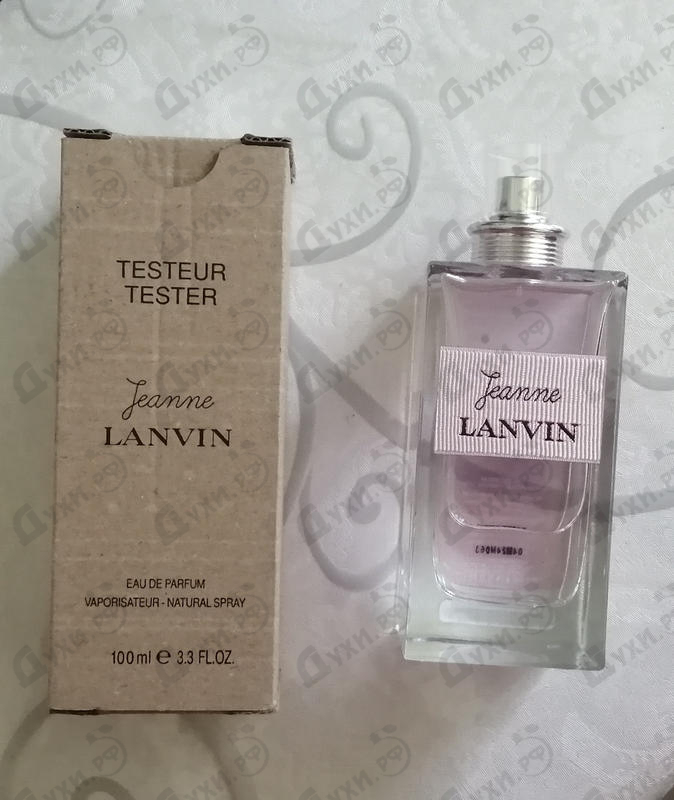 TESTEUR
TESTER
Jeanne
LANVIN
EAU DE PARFUM
VAPORISATEUR - NATURAL SPRAY
100 ml e 3.3 FL.OZ.
Jeanne
LANVIN
Духи.рф